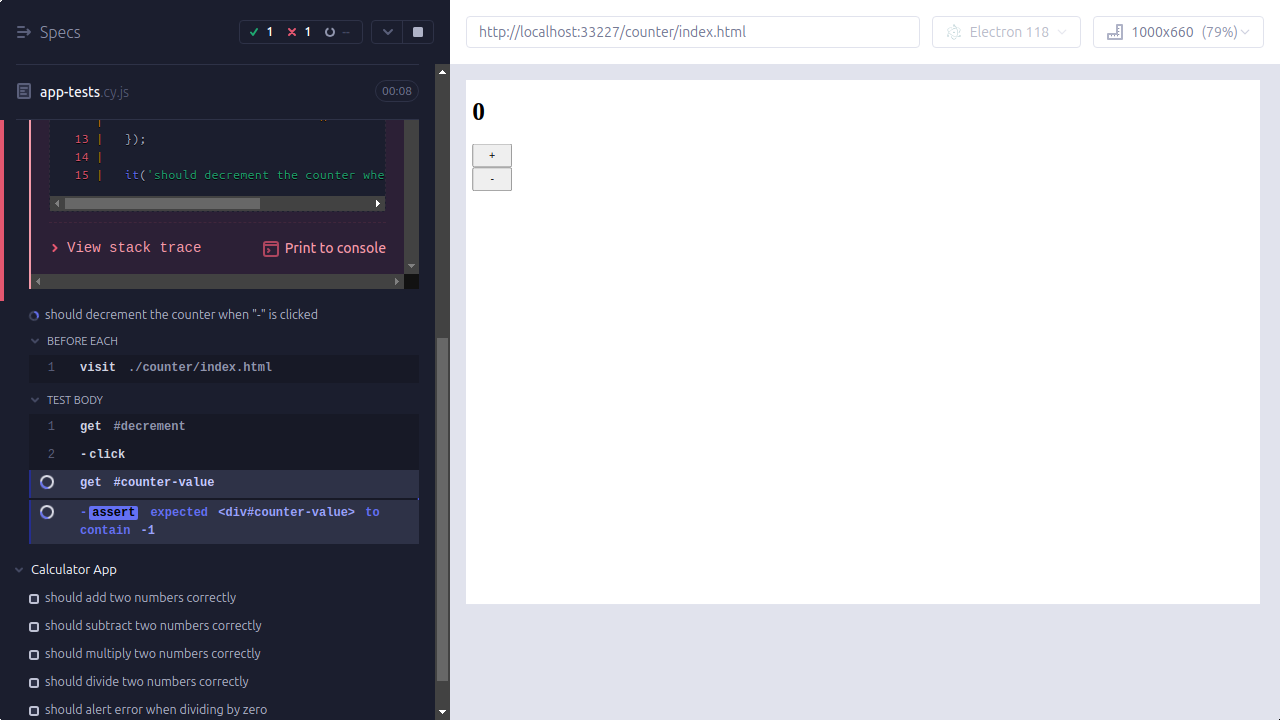 Specs
1 1 --
app-tests.cy.js 00:08
13 | });
14 |
15 | it('should decrement the counter whe
View stack trace Print to console
should decrement the counter when "-" is clicked
BEFORE EACH
1 visit ./counter/index.html
TEST BODY
1 get #decrement
2 -click
get #counter-value
-assert expected <div#counter-value> to
contain -1
Calculator App
should add two numbers correctly
should subtract two numbers correctly
should multiply two numbers correctly
should divide two numbers correctly
should alert error when dividing by zero
http://localhost:33227/counter/index.html
Electron 118
1000x660 (79%)
0
+
-